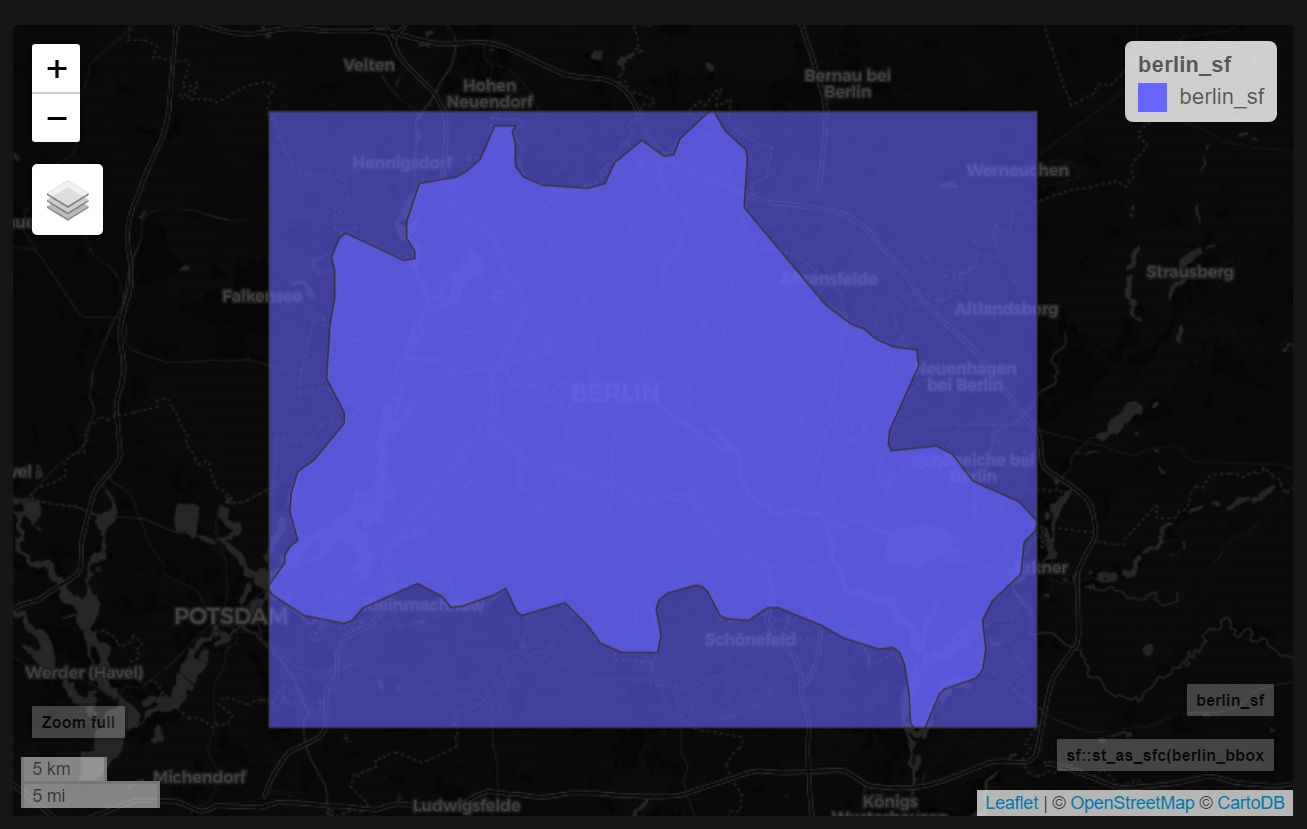 +
−
berlin_sf
berlin_sf
Velten
Hohen
Neuendorf
Bernau bei
Berlin
Hennigsdorf
Werneuchen
Strausberg
Ahrensfelde
Falkensee
Altlandsberg
Neuenhagen
bei Berlin
BERLIN
Schöneiche bei
Berlin
Havel
rkner
Kleinmachnow
POTSDAM
Schönefeld
Werder (Havel)
berlin_sf
Zoom full
sf::st_as_sfc(berlin_bbox
5 km
5 mi
Michendorf
Ludwigsfelde
Königs
Leaflet | © OpenStreetMap © CartoDB